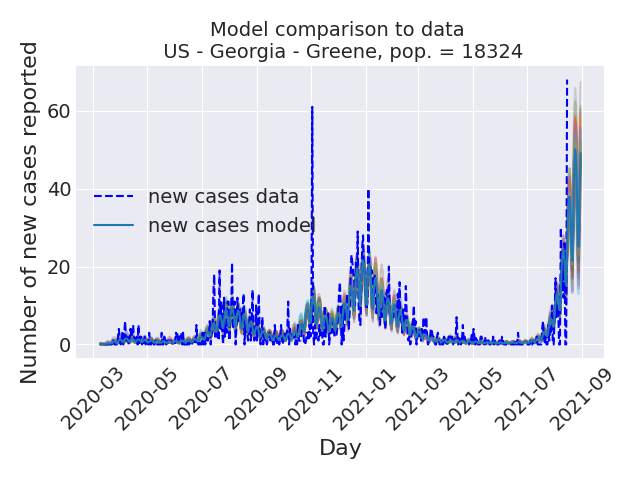 Model comparison to data
US - Georgia - Greene, pop. = 18324
Number of new cases reported
60
40
20
0
new cases data
new cases model
2020-03
2020-05
2020-07
2020-09
2020-11
2021-01
2021-03
2021-05
2021-07
2021-09
Day